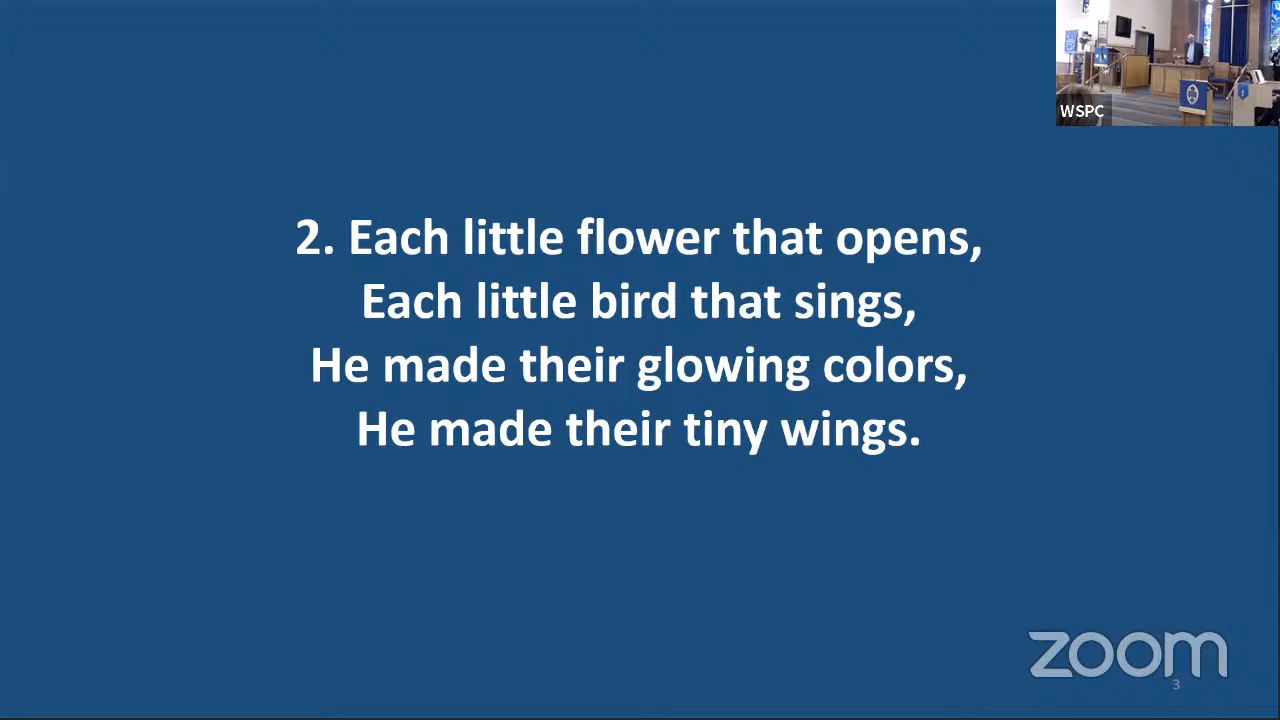 WSPC
2. Each little flower that opens,
Each little bird that sings,
He made their glowing colors,
He made their tiny wings.
zoom
3